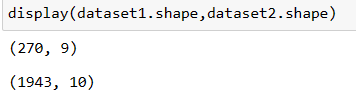 display(dataset1.shape,dataset2.shape)
(270, 9)
(1943, 10)